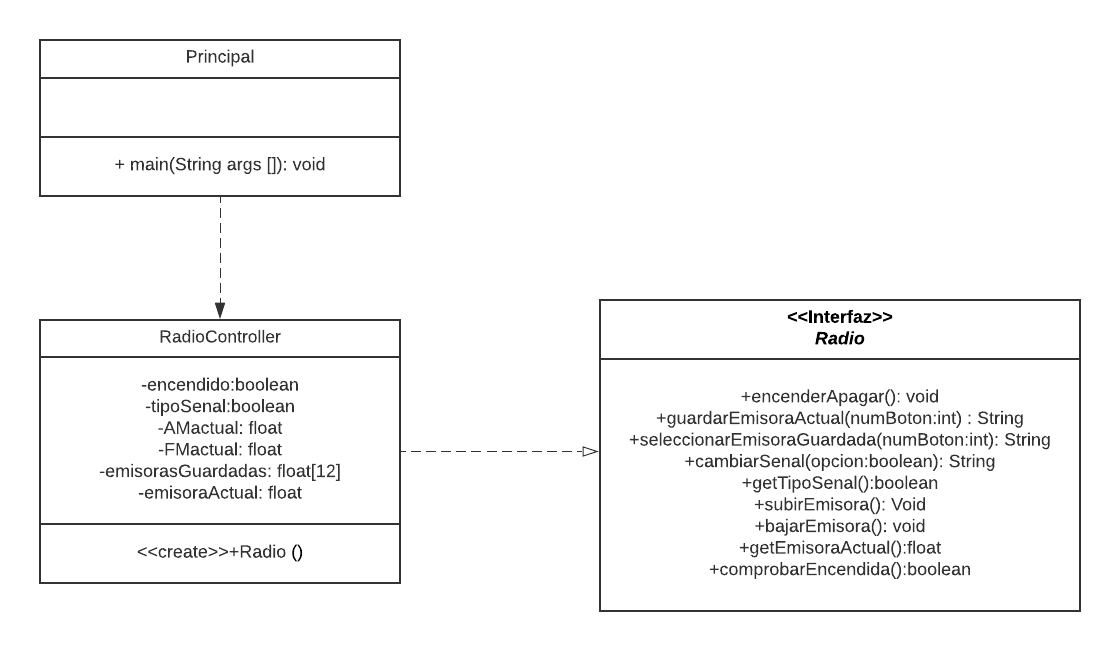 Principal
+ main(String args []): void
RadioController
-encendido:boolean
-tipoSenal:boolean
-AMactual: float
-FMactual: float
-emisorasGuardadas: float[12]
-emisoraActual: float
<<create>>+Radio ()
<<Interfaz>>
Radio
+encenderApagar(): void
+guardarEmisoraActual(numBoton:int) : String
+seleccionarEmisoraGuardada(numBoton:int): String
+cambiarSenal(opcion:boolean): String
+getTipoSenal():boolean
+subirEmisora(): Void
+bajarEmisora(): void
+getEmisoraActual():float
+comprobarEncendida():boolean